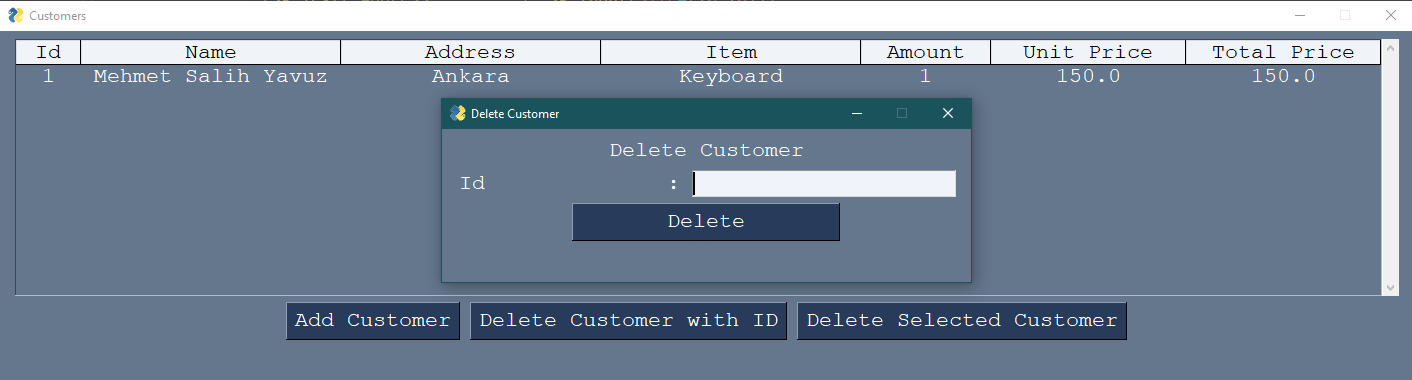 Customers
Id Name Address Item Amount Unit Price Total Price
1 Mehmet Salih Yavuz Ankara Keyboard 1 150.0 150.0
Delete Customer
Delete Customer
Id :
Delete
Add Customer Delete Customer with ID Delete Selected Customer